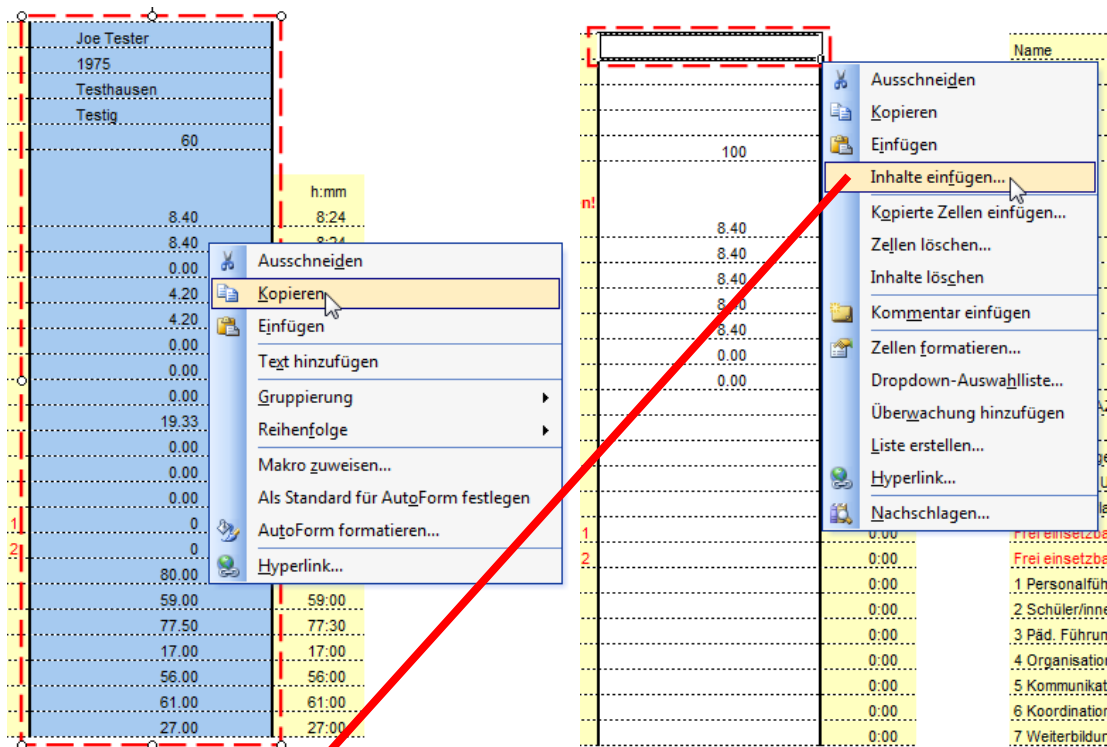 Joe Tester
1975
Testhausen
Testig
60
h:mm
8.40 8:24
8.40 8:24
0.00
4.20
4.20
0.00
0.00
0.00
19.33
0.00
0.00
0.00
1 0
2 0
80.00
59.00 59:00
77.50 77:30
17.00 17:00
56.00 56:00
61.00 61:00
27.00 27:00
Ausschneiden
Kopieren
Einfügen
Text hinzufügen
Gruppierung
Reihenfolge
Makro zuweisen...
Als Standard für AutoForm festlegen
AutoForm formatieren...
Hyperlink...
Name
100
n!
8.40
8.40
8.40
8.40
8.40
0.00
0.00
Ausschneiden
Kopieren
Einfügen
Inhalte einfügen...
Kopierte Zellen einfügen...
Zellen löschen...
Inhalte löschen
Kommentar einfügen
Zellen formatieren...
Dropdown-Auswahlliste...
Überwachung hinzufügen
Liste erstellen...
Hyperlink...
Nachschlagen...
1 0:00 Frei einsetzba
2 0:00 Frei einsetzba
0:00 1 Personalfüh
0:00 2 Schüler/inne
0:00 3 Päd. Führun
0:00 4 Organisation
0:00 5 Kommunikat
0:00 6 Koordination
0:00 7 Weiterbildun